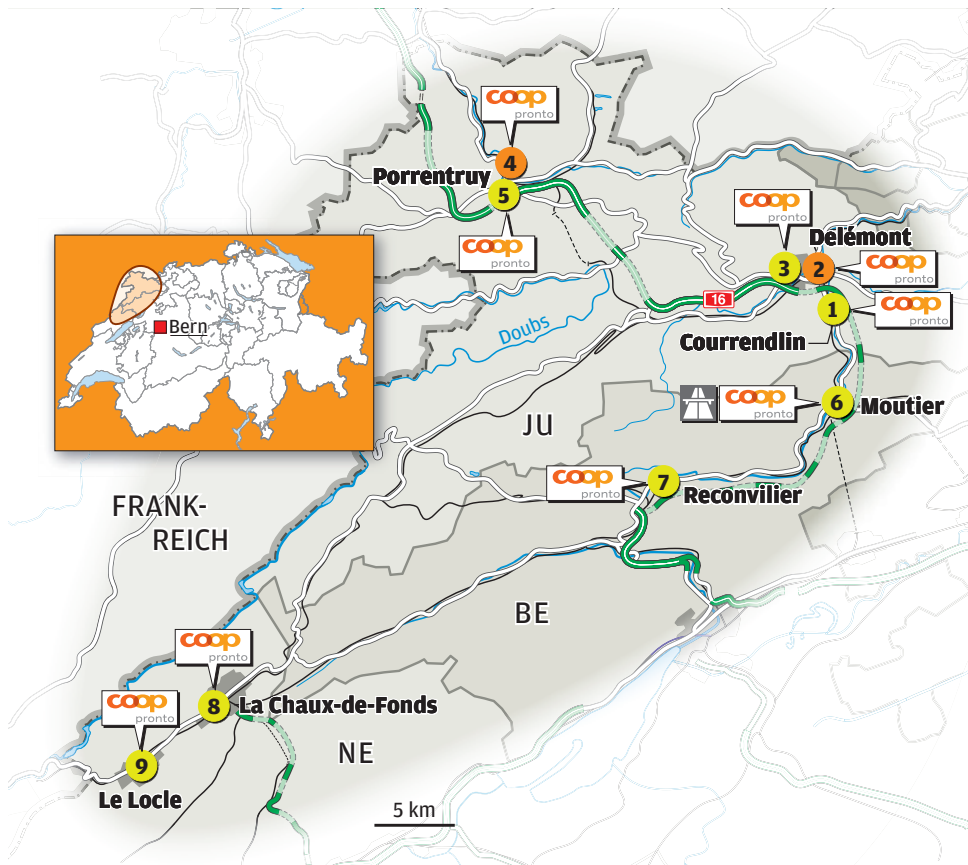 coop
pronto
4
Porrentruy
5
coop
pronto
coop
pronto
Delémont
3
2
coop
pronto
16
1
coop
pronto
Courrendlin
Bern
Doubs
6
coop
pronto
Moutier
JU
7
coop
pronto
Reconvilier
FRANK-
REICH
BE
coop
pronto
8
La Chaux-de-Fonds
coop
pronto
9
NE
Le Locle
5 km